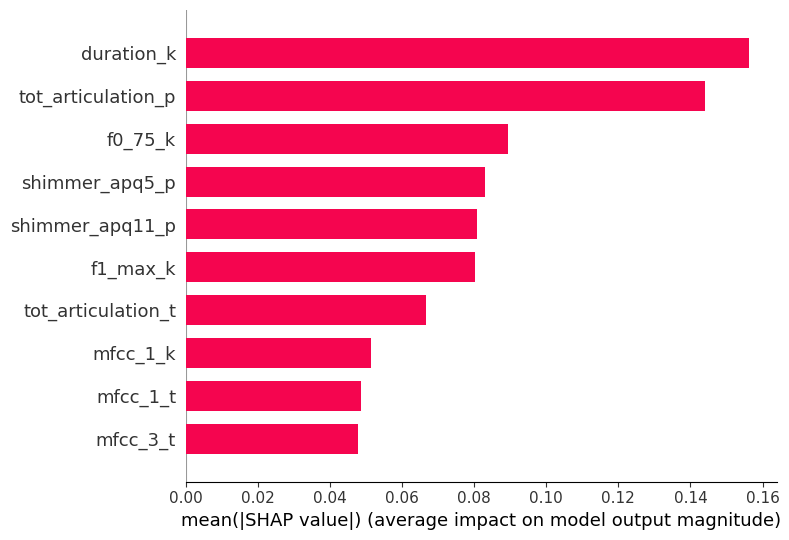 duration_k
tot_articulation_p
f0_75_k
shimmer_apq5_p
shimmer_apq11_p
f1_max_k
tot_articulation_t
mfcc_1_k
mfcc_1_t
mfcc_3_t
0.00 0.02 0.04 0.06 0.08 0.10 0.12 0.14 0.16
mean(|SHAP value|) (average impact on model output magnitude)